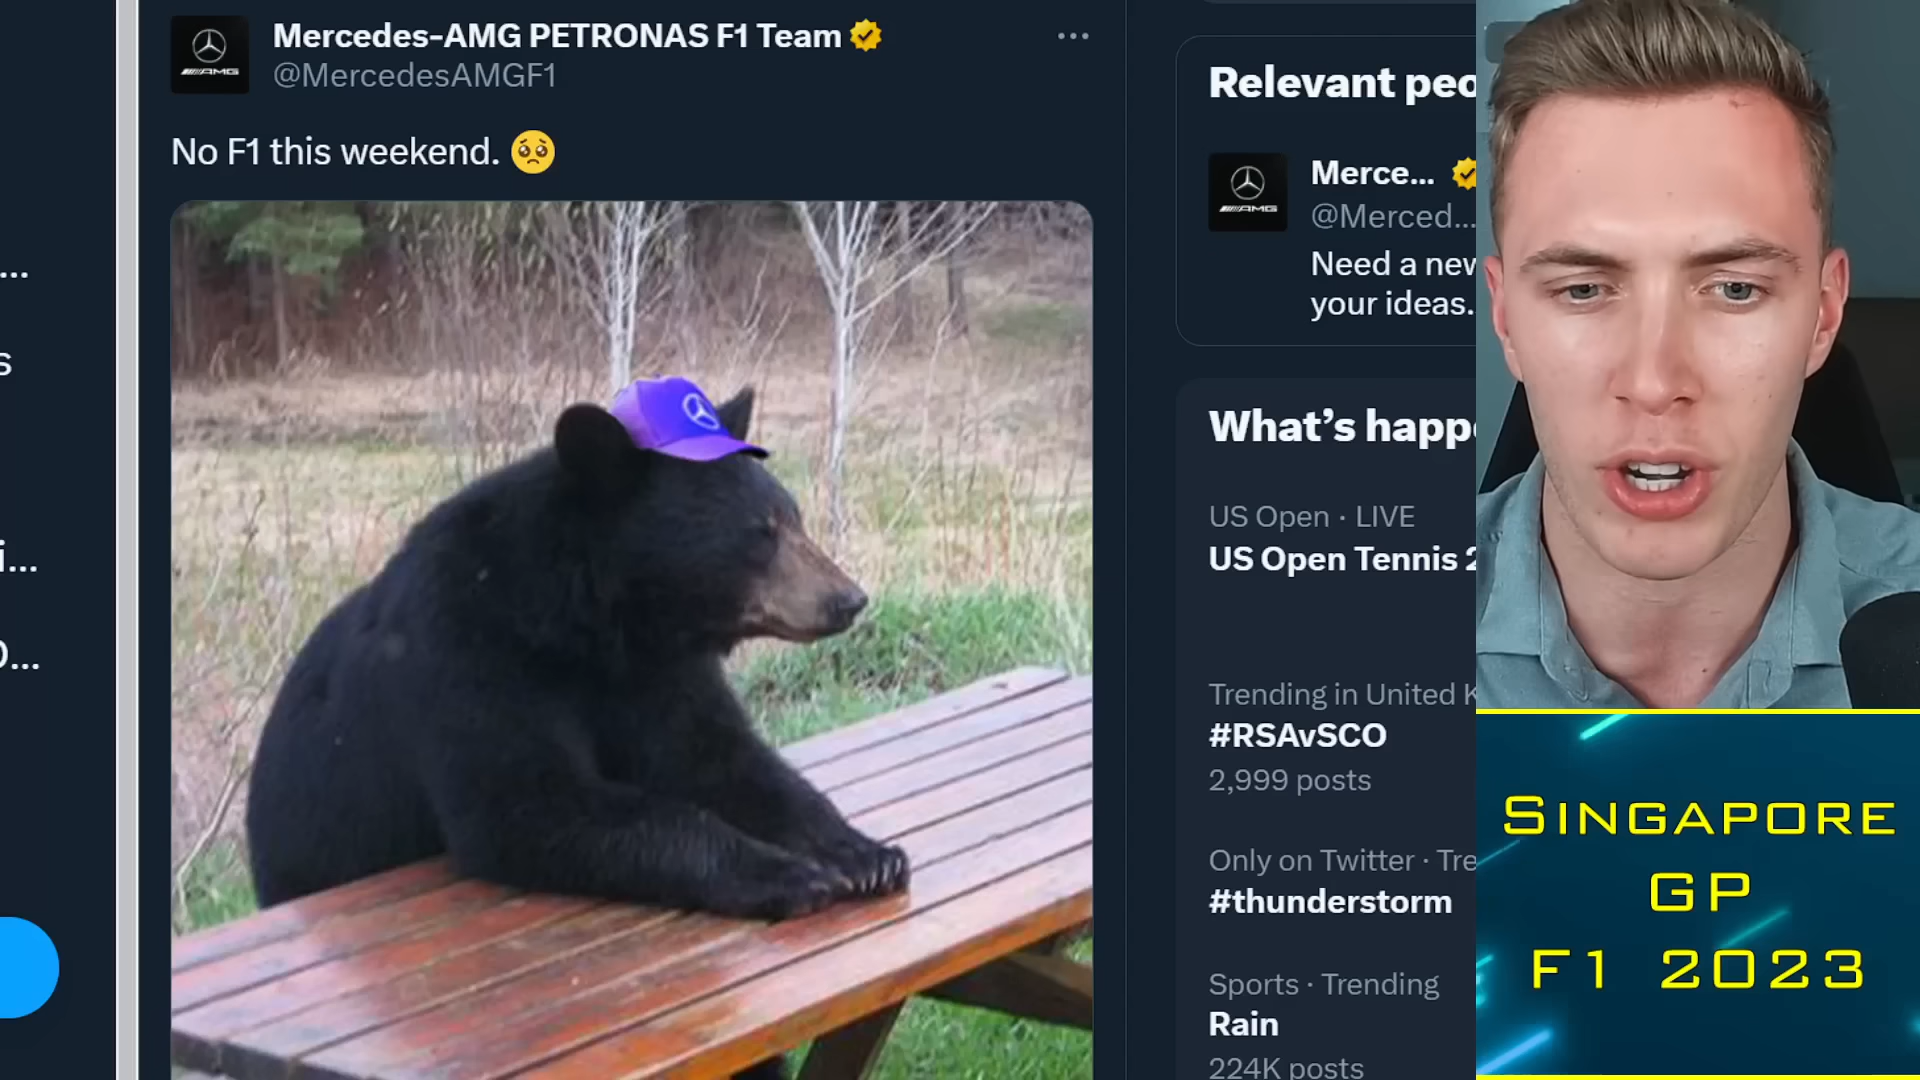 Mercedes-AMG PETRONAS F1 Team
@MercedesAMGF1
No F1 this weekend. 🥺
Relevant peo
Merce...
@Merced...
Need a new
your ideas.
What's happe
US Open · LIVE
US Open Tennis 2
Trending in United K
#RSAvSCO
2,999 posts
Only on Twitter · Tre
#thunderstorm
Sports · Trending
Rain
224K posts
SINGAPORE
GP
F1 2023